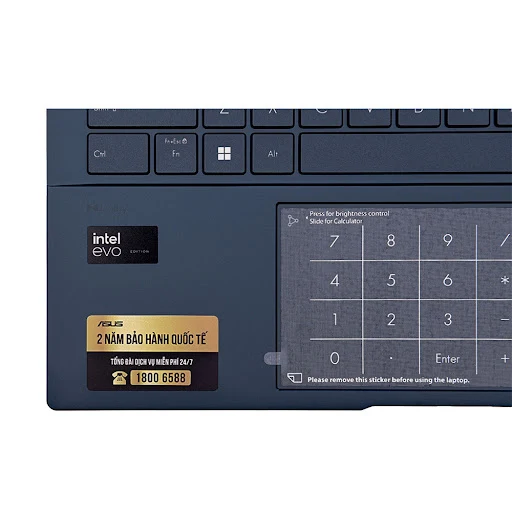 Shift
Z X C V B N
Ctrl
Fn+Esc
Fn
Alt
intel
evo
EDITION
ASUS
2 NĂM BẢO HÀNH QUỐC TẾ
TỔNG ĐÀI DỊCH VỤ MIỄN PHÍ 24/7
1800 6588
Press for brightness control
Slide for Calculator
7 8 9 /
4 5 6 *
1 2 3 -
0 . Enter +
Please remove this sticker before using the laptop.